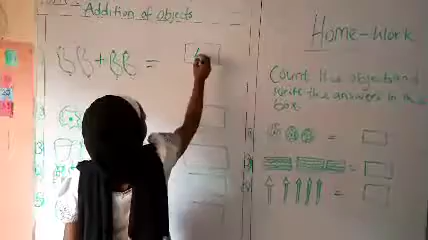 Addition of objects
+ =
Home-work
Count the objects and
write the answers in the
box.
=
=